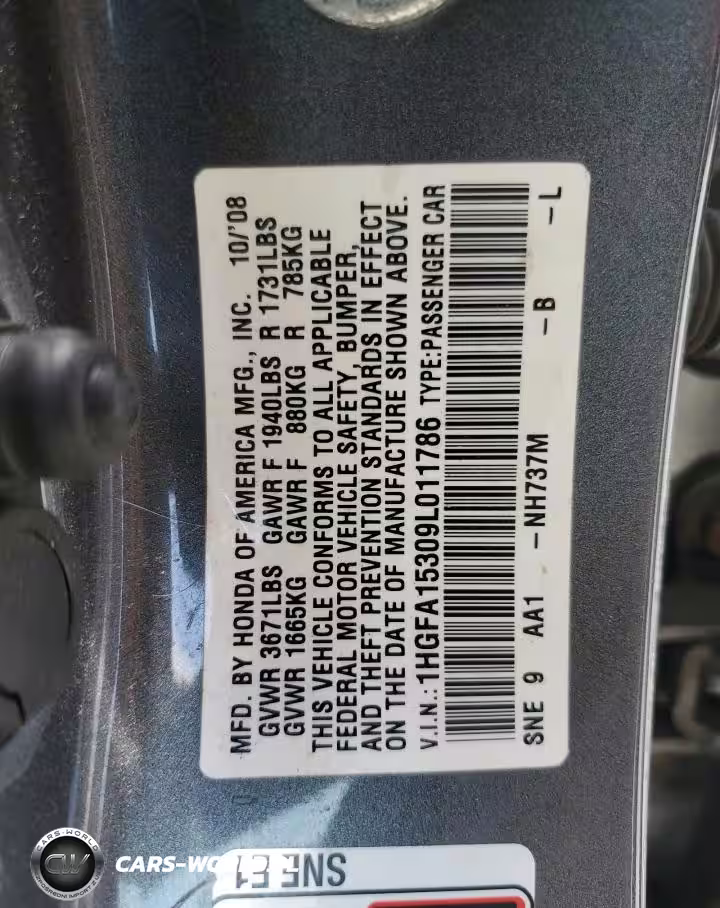 MFD. BY HONDA OF AMERICA MFG., INC. 10/'08
GVWR 3671LBS GAWR F 1940LBS R 1731LBS
GVWR 1665KG GAWR F 880KG R 785KG
THIS VEHICLE CONFORMS TO ALL APPLICABLE
FEDERAL MOTOR VEHICLE SAFETY, BUMPER,
AND THEFT PREVENTION STANDARDS IN EFFECT
ON THE DATE OF MANUFACTURE SHOWN ABOVE.
V.I.N.: 1HGFA15309L011786 TYPE:PASSENGER CAR
SNE 9 AA1 -NH737M -B -L
CARS-WORLD
CW